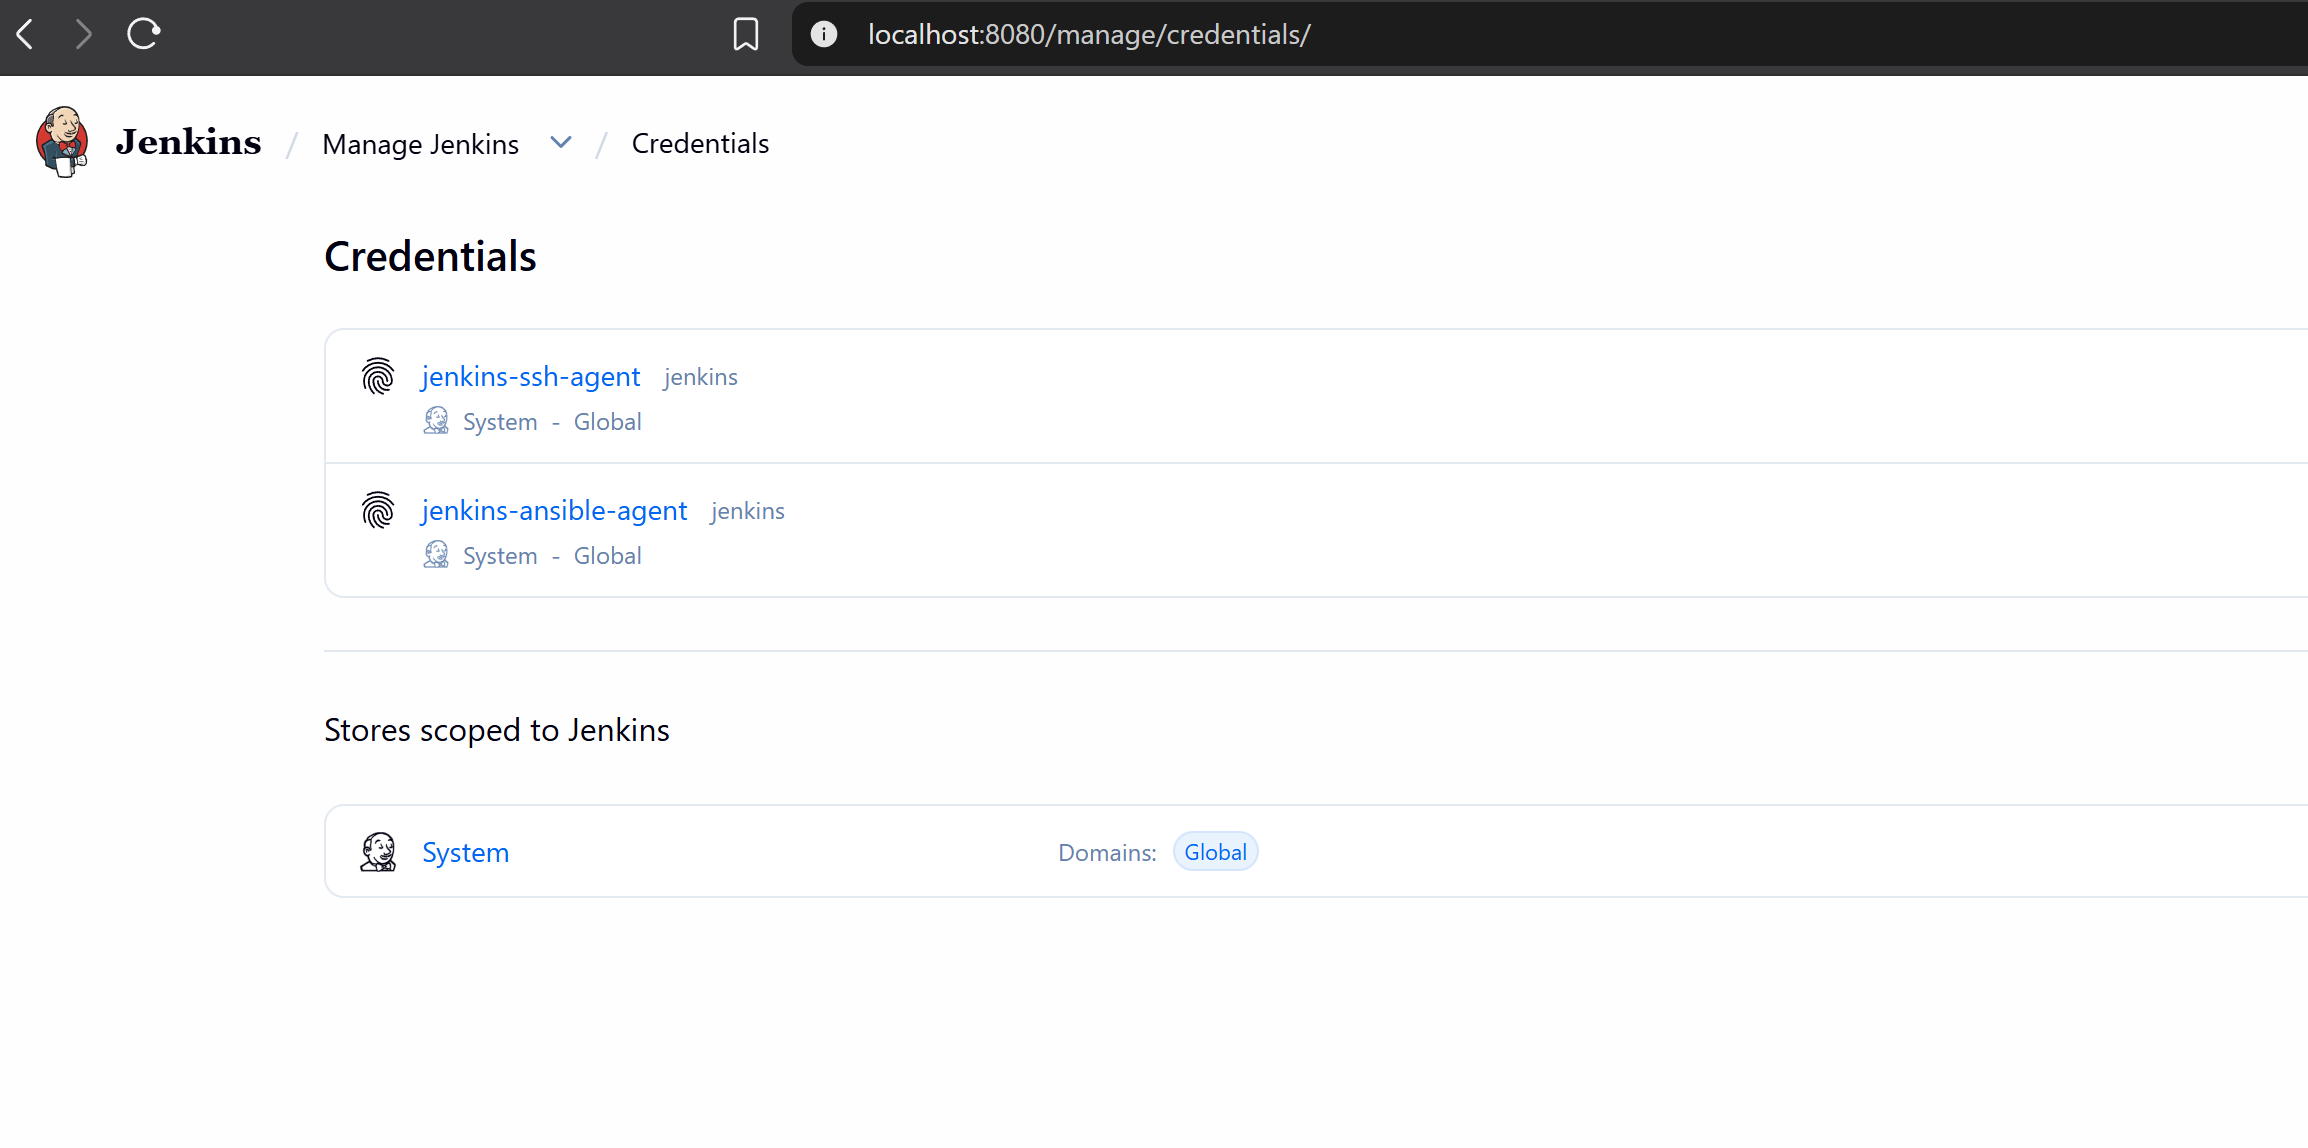 localhost:8080/manage/credentials/
Jenkins / Manage Jenkins / Credentials
Credentials
jenkins-ssh-agent jenkins
System - Global
jenkins-ansible-agent jenkins
System - Global
Stores scoped to Jenkins
System Domains: Global